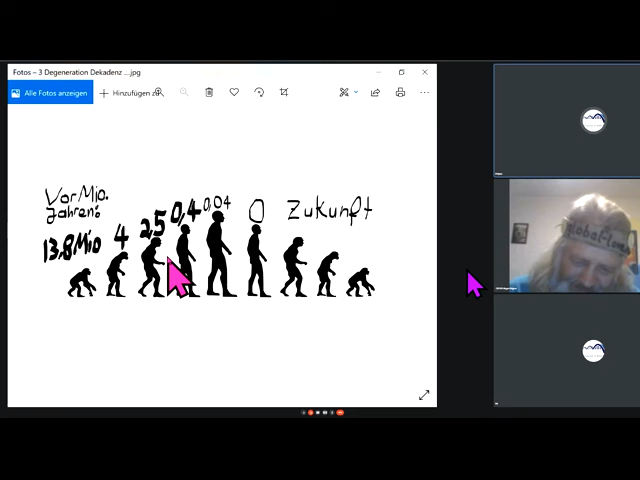 Fotos – 3 Degeneration Dekadenz ....jpg
Alle Fotos anzeigen
Hinzufügen zu
Vor Mio.
Jahren:
13,8 Mio 4 2,5 0,4 0,04 0 Zukunft